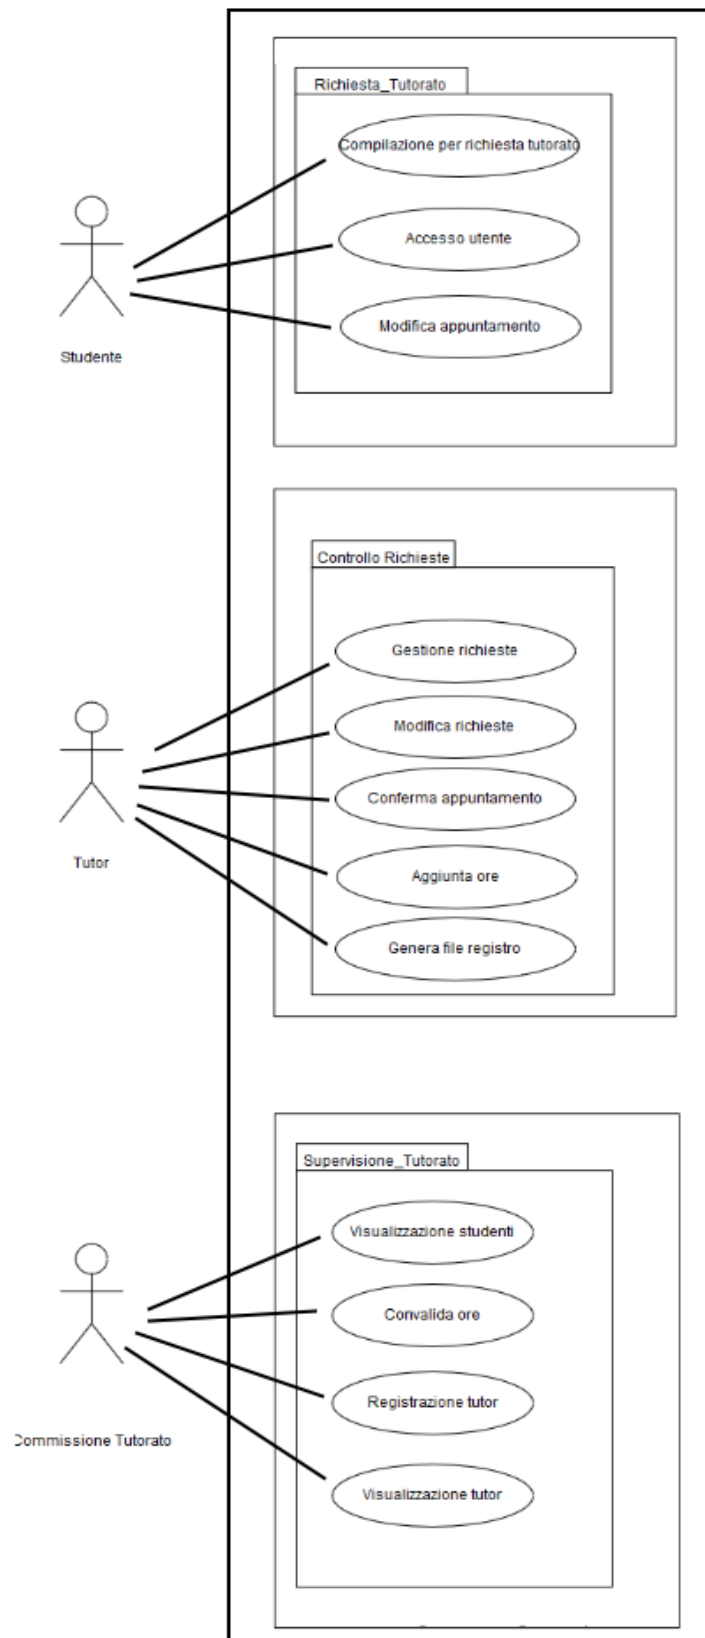 Richiesta_Tutorato
Compilazione per richiesta tutorato
Accesso utente
Modifica appuntamento
Studente
Controllo Richieste
Gestione richieste
Modifica richieste
Conferma appuntamento
Aggiunta ore
Genera file registro
Tutor
Supervisione_Tutorato
Visualizzazione studenti
Convalida ore
Registrazione tutor
Visualizzazione tutor
Commissione Tutorato